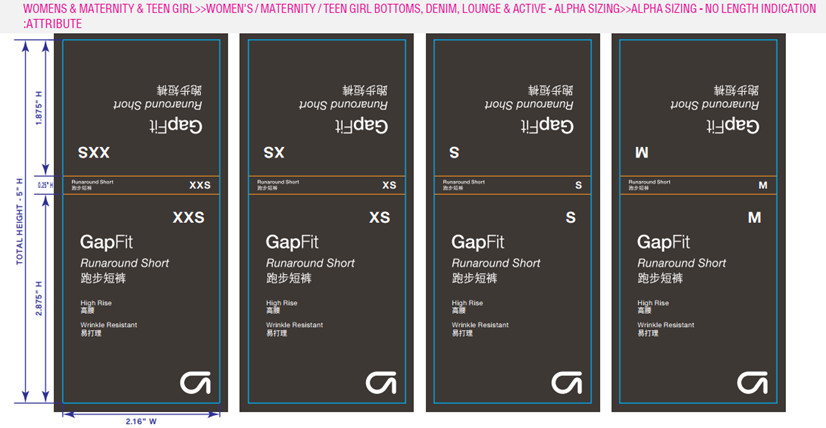 WOMENS & MATERNITY & TEEN GIRL>>WOMEN'S / MATERNITY / TEEN GIRL BOTTOMS, DENIM, LOUNGE & ACTIVE - ALPHA SIZING>>ALPHA SIZING - NO LENGTH INDICATION
:ATTRIBUTE
TOTAL HEIGHT - 5" H
1.875" H
0.25" H
2.875" H
2.16" W
跑步短裤
Runaround Short
GapFit
XXS
Runaround Short
跑步短裤
XXS
XXS
GapFit
Runaround Short
跑步短裤
High Rise
高腰
Wrinkle Resistant
易打理
跑步短裤
Runaround Short
GapFit
XS
Runaround Short
跑步短裤
XS
XS
GapFit
Runaround Short
跑步短裤
High Rise
高腰
Wrinkle Resistant
易打理
跑步短裤
Runaround Short
GapFit
S
Runaround Short
跑步短裤
S
S
GapFit
Runaround Short
跑步短裤
High Rise
高腰
Wrinkle Resistant
易打理
跑步短裤
Runaround Short
GapFit
M
Runaround Short
跑步短裤
M
M
GapFit
Runaround Short
跑步短裤
High Rise
高腰
Wrinkle Resistant
易打理